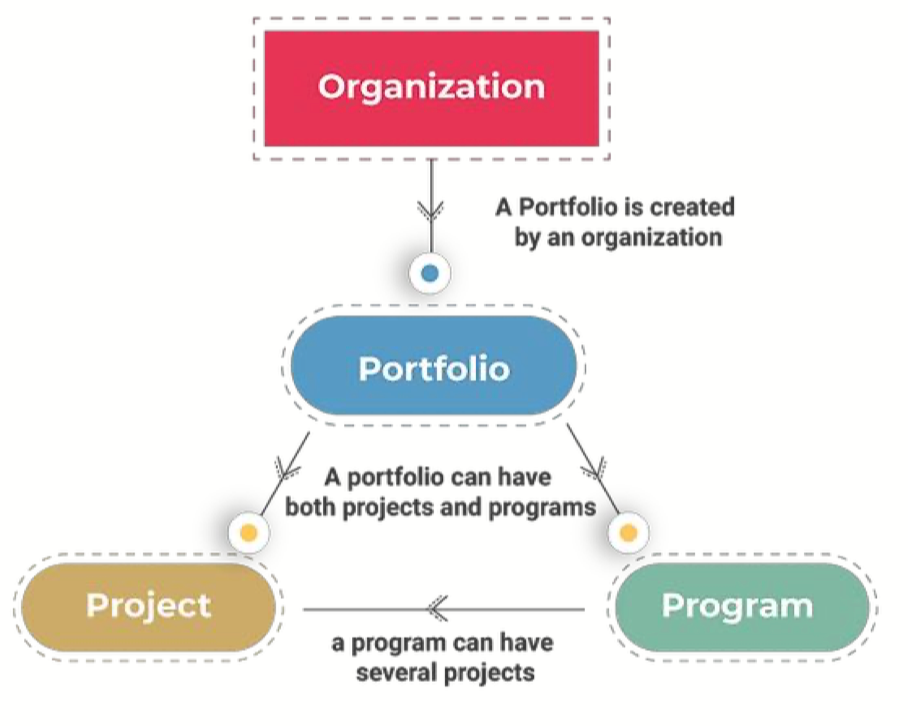 Organization
A Portfolio is created
by an organization
Portfolio
A portfolio can have
both projects and programs
Project
Program
a program can have
several projects